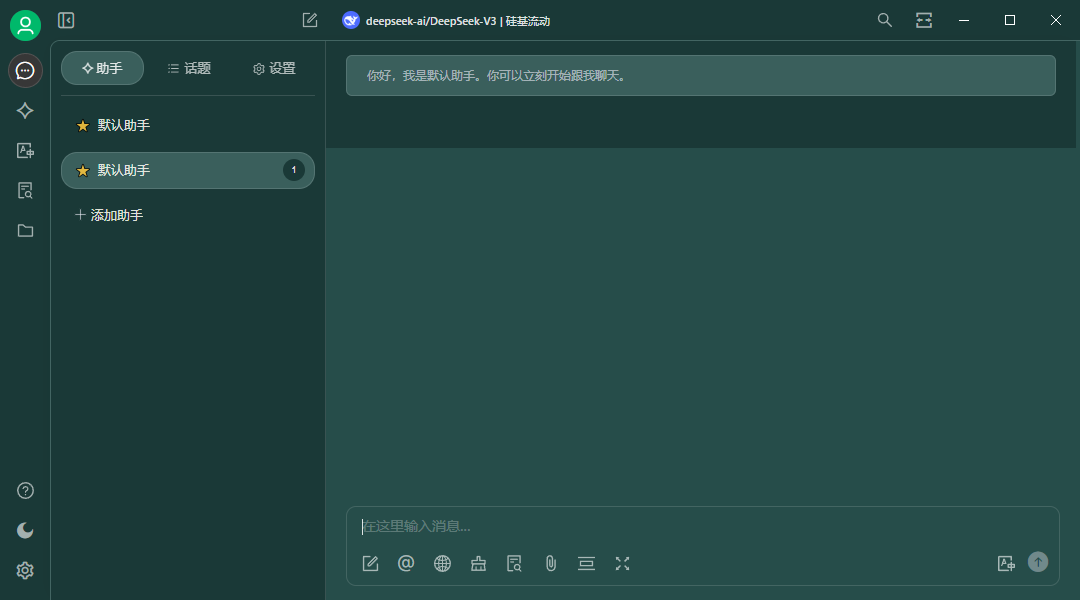 deepseek-ai/DeepSeek-V3 | 硅基流动
助手 话题 设置
默认助手
默认助手 1
添加助手
你好，我是默认助手。你可以立刻开始跟我聊天。
在这里输入消息...